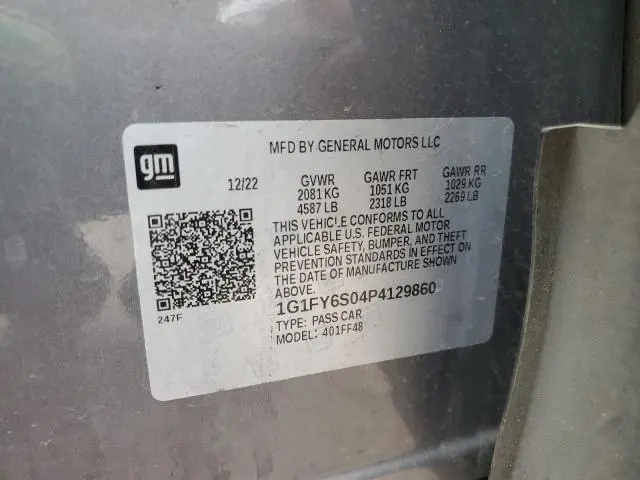 gm
MFD BY GENERAL MOTORS LLC
12/22 GVWR GAWR FRT GAWR RR
2081 KG 1051 KG 1029 KG
4587 LB 2318 LB 2269 LB
THIS VEHICLE CONFORMS TO ALL
APPLICABLE U.S. FEDERAL MOTOR
VEHICLE SAFETY, BUMPER, AND THEFT
PREVENTION STANDARDS IN EFFECT ON
THE DATE OF MANUFACTURE SHOWN
ABOVE.
1G1FY6S04P4129860
247F
TYPE: PASS CAR
MODEL: 401FF48